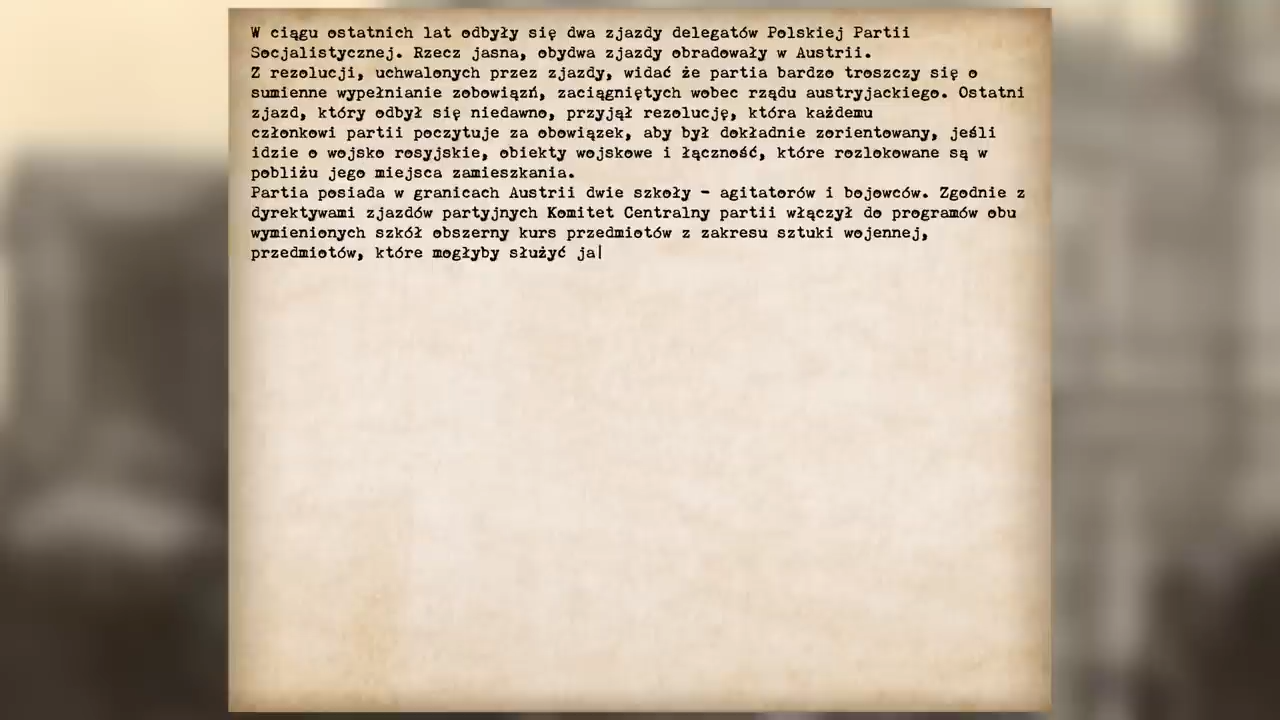 W ciągu ostatnich lat odbyły się dwa zjazdy delegatów Polskiej Partii
Socjalistycznej. Rzecz jasna, obydwa zjazdy obradowały w Austrii.
Z rezolucji, uchwalonych przez zjazdy, widać że partia bardzo troszczy się o
sumienne wypełnianie zobowiązń, zaciągniętych wobec rządu austryjackiego. Ostatni
zjazd, który odbył się niedawno, przyjął rezolucję, która każdemu
członkowi partii poczytuje za obowiązek, aby był dokładnie zorientowany, jeśli
idzie o wojsko rosyjskie, obiekty wojskowe i łączność, które rozlokowane są w
pobliżu jego miejsca zamieszkania.
Partia posiada w granicach Austrii dwie szkoły - agitatorów i bojowców. Zgodnie z
dyrektywami zjazdów partyjnych Komitet Centralny partii włączył do programów obu
wymienionych szkół obszerny kurs przedmiotów z zakresu sztuki wojennej,
przedmiotów, które mogłyby służyć ja|